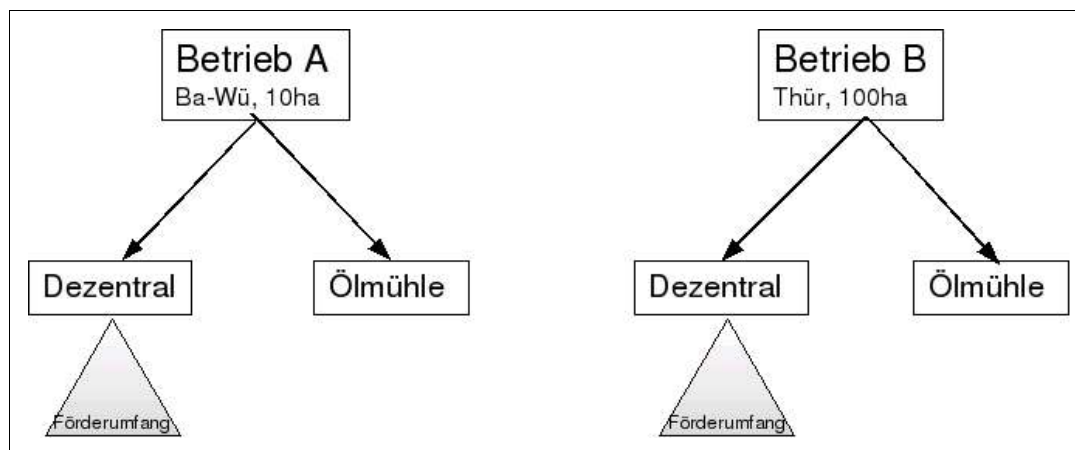 Betrieb A
Ba-Wü, 10ha
Betrieb B
Thür, 100ha
Dezentral
Ölmühle
Dezentral
Ölmühle
Förderumfang
Förderumfang